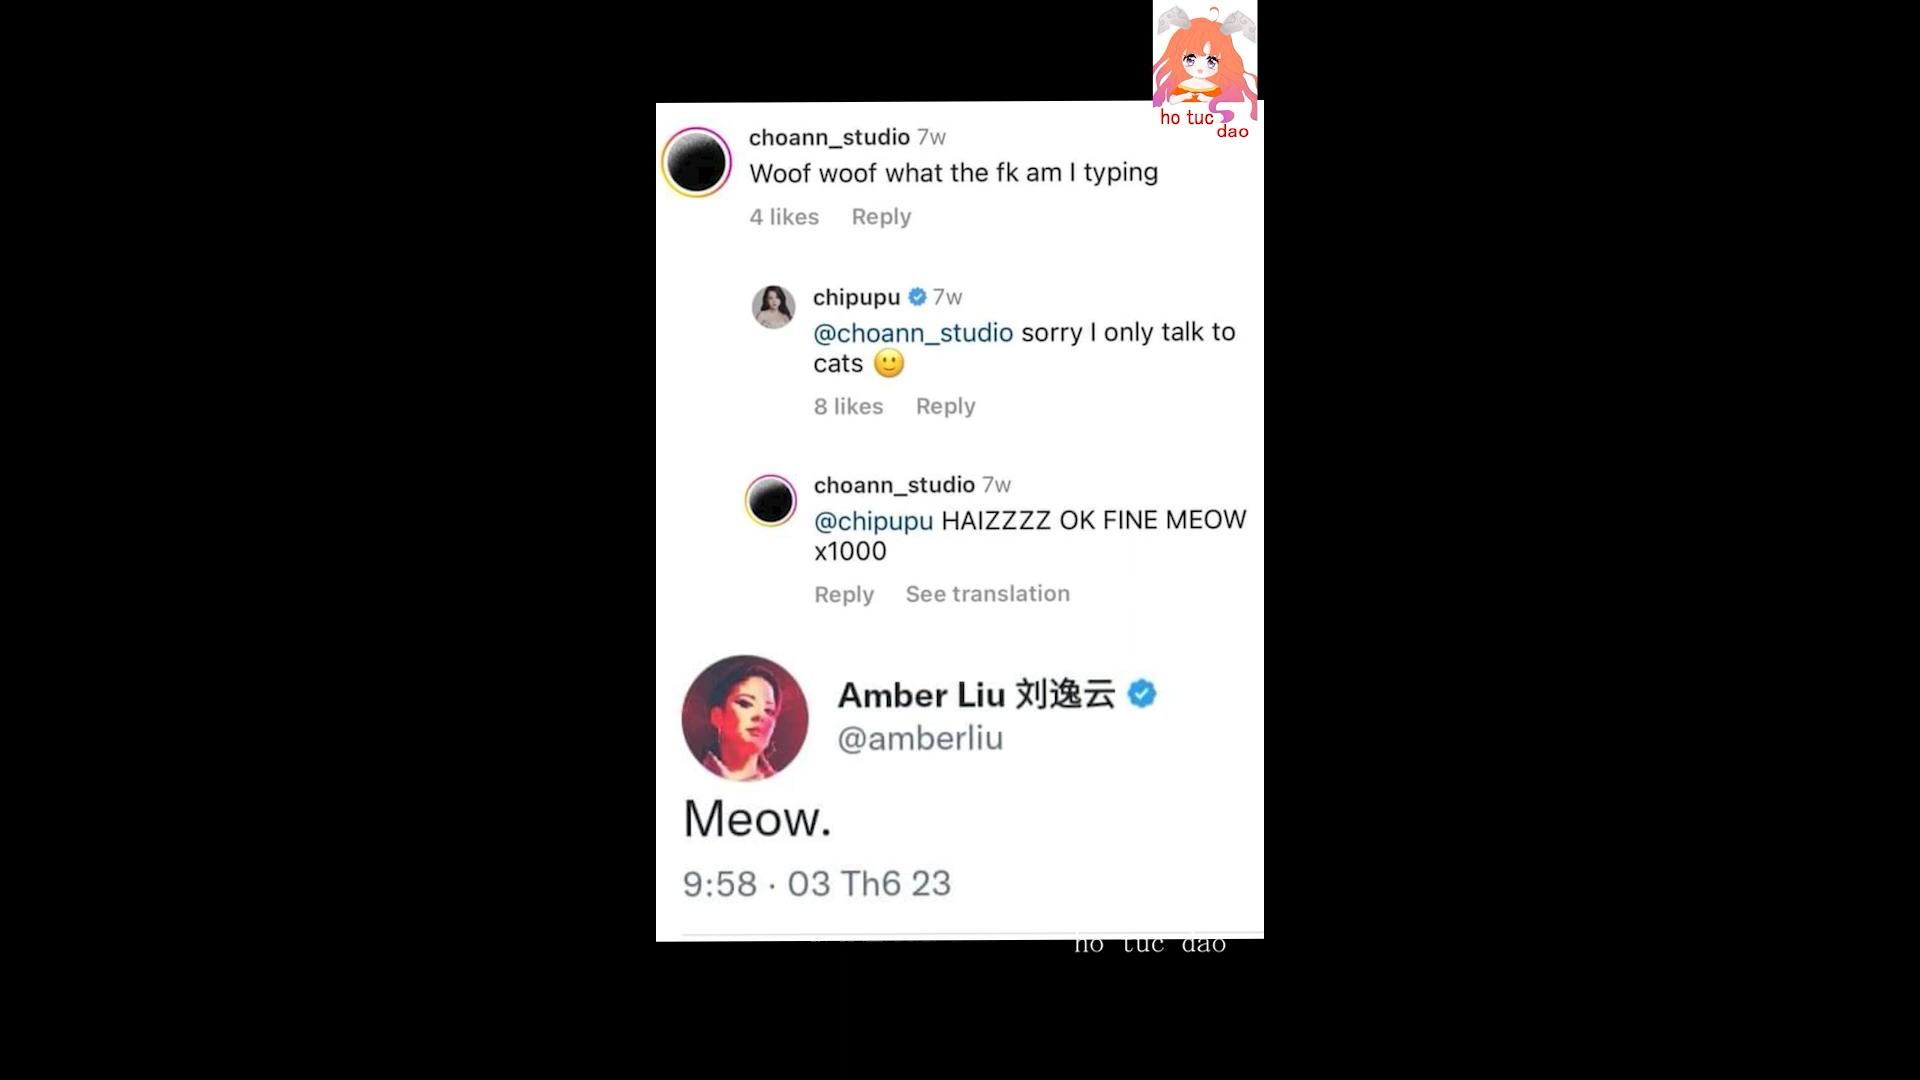 ho tuc
dao
choann_studio 7w
Woof woof what the fk am I typing
4 likes Reply
chipupu 7w
@choann_studio sorry I only talk to
cats 🙂
8 likes Reply
choann_studio 7w
@chipupu HAIZZZZ OK FINE MEOW
x1000
Reply See translation
Amber Liu 刘逸云
@amberliu
Meow.
9:58 · 03 Th6 23
ho tuc dao